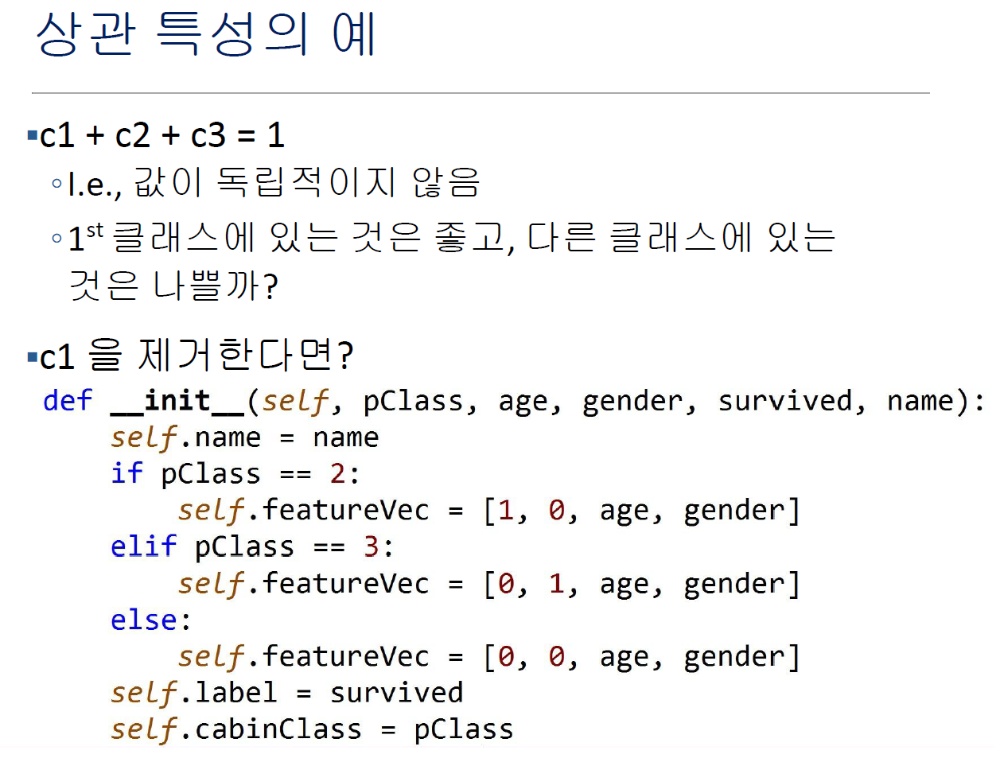 상관 특성의 예
▪c1 + c2 + c3 = 1
◦I.e., 값이 독립적이지 않음
◦1st 클래스에 있는 것은 좋고, 다른 클래스에 있는
것은 나쁠까?
▪c1 을 제거한다면?
def __init__(self, pClass, age, gender, survived, name):
    self.name = name
    if pClass == 2:
        self.featureVec = [1, 0, age, gender]
    elif pClass == 3:
        self.featureVec = [0, 1, age, gender]
    else:
        self.featureVec = [0, 0, age, gender]
    self.label = survived
    self.cabinClass = pClass